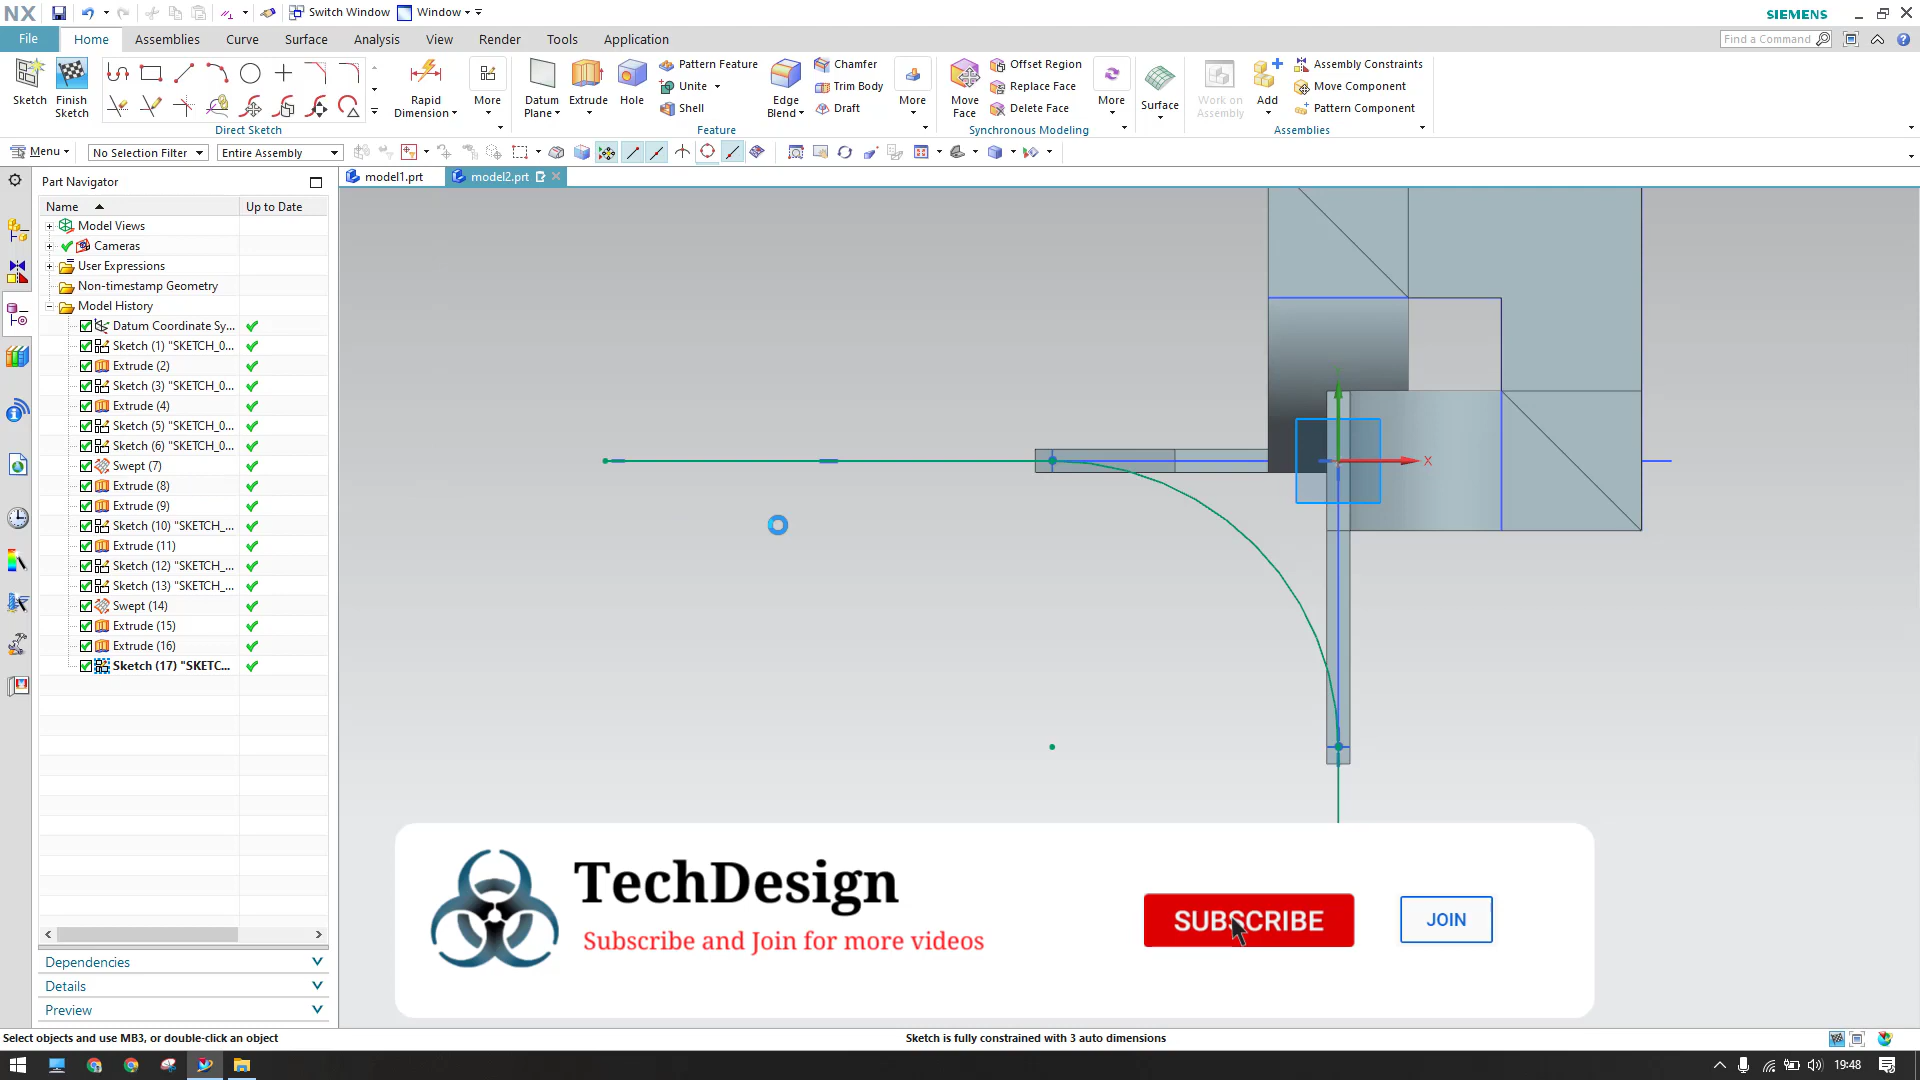 NX
Switch Window
Window
SIEMENS
File
Home
Assemblies
Curve
Surface
Analysis
View
Render
Tools
Application
Find a Command
Sketch
Finish Sketch
Rapid Dimension
More
Direct Sketch
Datum Plane
Extrude
Hole
Pattern Feature
Unite
Shell
Edge Blend
Chamfer
Trim Body
Draft
More
Feature
Move Face
Offset Region
Replace Face
Delete Face
More
Synchronous Modeling
Surface
Work on Assembly
Add
Assembly Constraints
Move Component
Pattern Component
Assemblies
Menu
No Selection Filter
Entire Assembly
Part Navigator
model1.prt
model2.prt
Name
Up to Date
Model Views
Cameras
User Expressions
Non-timestamp Geometry
Model History
Datum Coordinate Sy...
Sketch (1) "SKETCH_0...
Extrude (2)
Sketch (3) "SKETCH_0...
Extrude (4)
Sketch (5) "SKETCH_0...
Sketch (6) "SKETCH_0...
Swept (7)
Extrude (8)
Extrude (9)
Sketch (10) "SKETCH_...
Extrude (11)
Sketch (12) "SKETCH_...
Sketch (13) "SKETCH_...
Swept (14)
Extrude (15)
Extrude (16)
Sketch (17) "SKETC...
X
Dependencies
Details
Preview
TechDesign
Subscribe and Join for more videos
SUBSCRIBE
JOIN
Select objects and use MB3, or double-click an object
Sketch is fully constrained with 3 auto dimensions
19:48